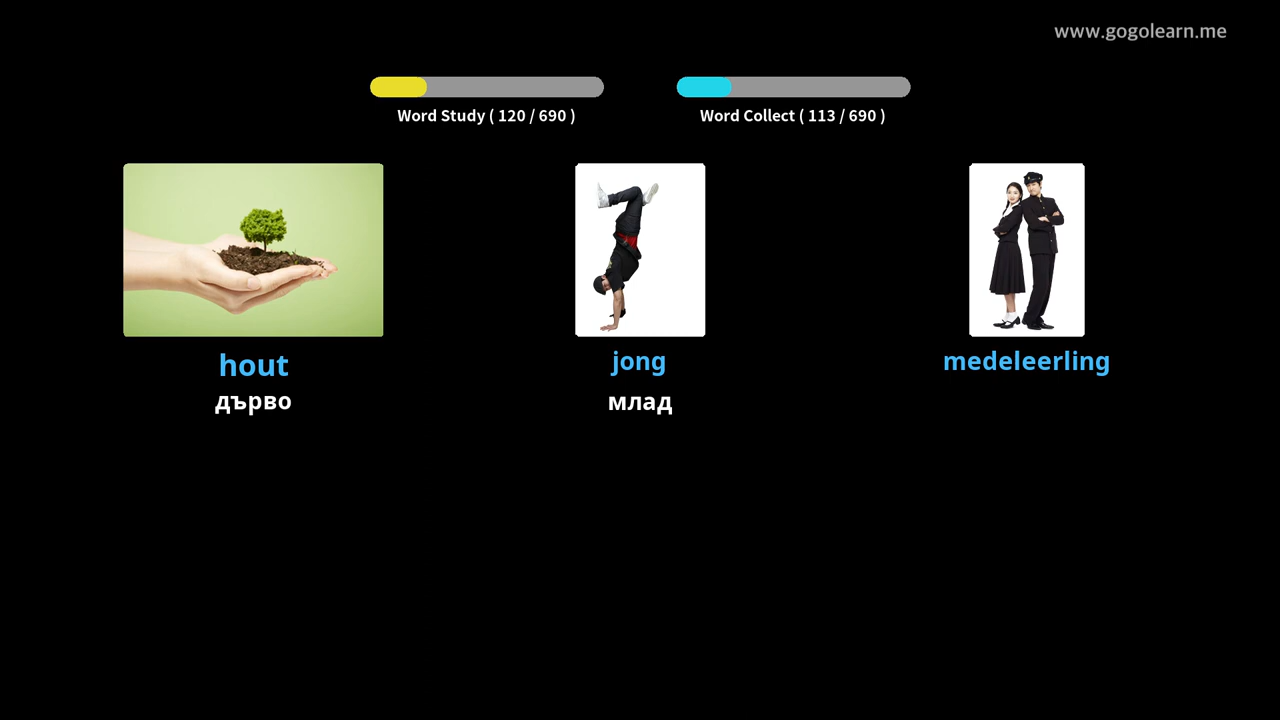 www.gogolearn.me
Word Study ( 120 / 690 )
Word Collect ( 113 / 690 )
hout
jong
medeleerling
дърво
млад